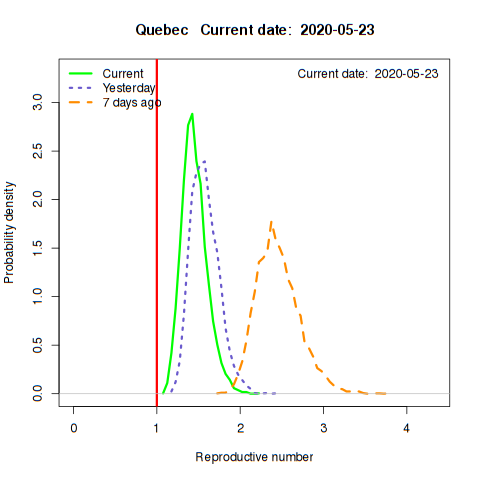 Quebec   Current date:  2020-05-23
Current
Yesterday
7 days ago
Current date:  2020-05-23
Probability density
3.0
2.5
2.0
1.5
1.0
0.5
0.0
0 1 2 3 4
Reproductive number